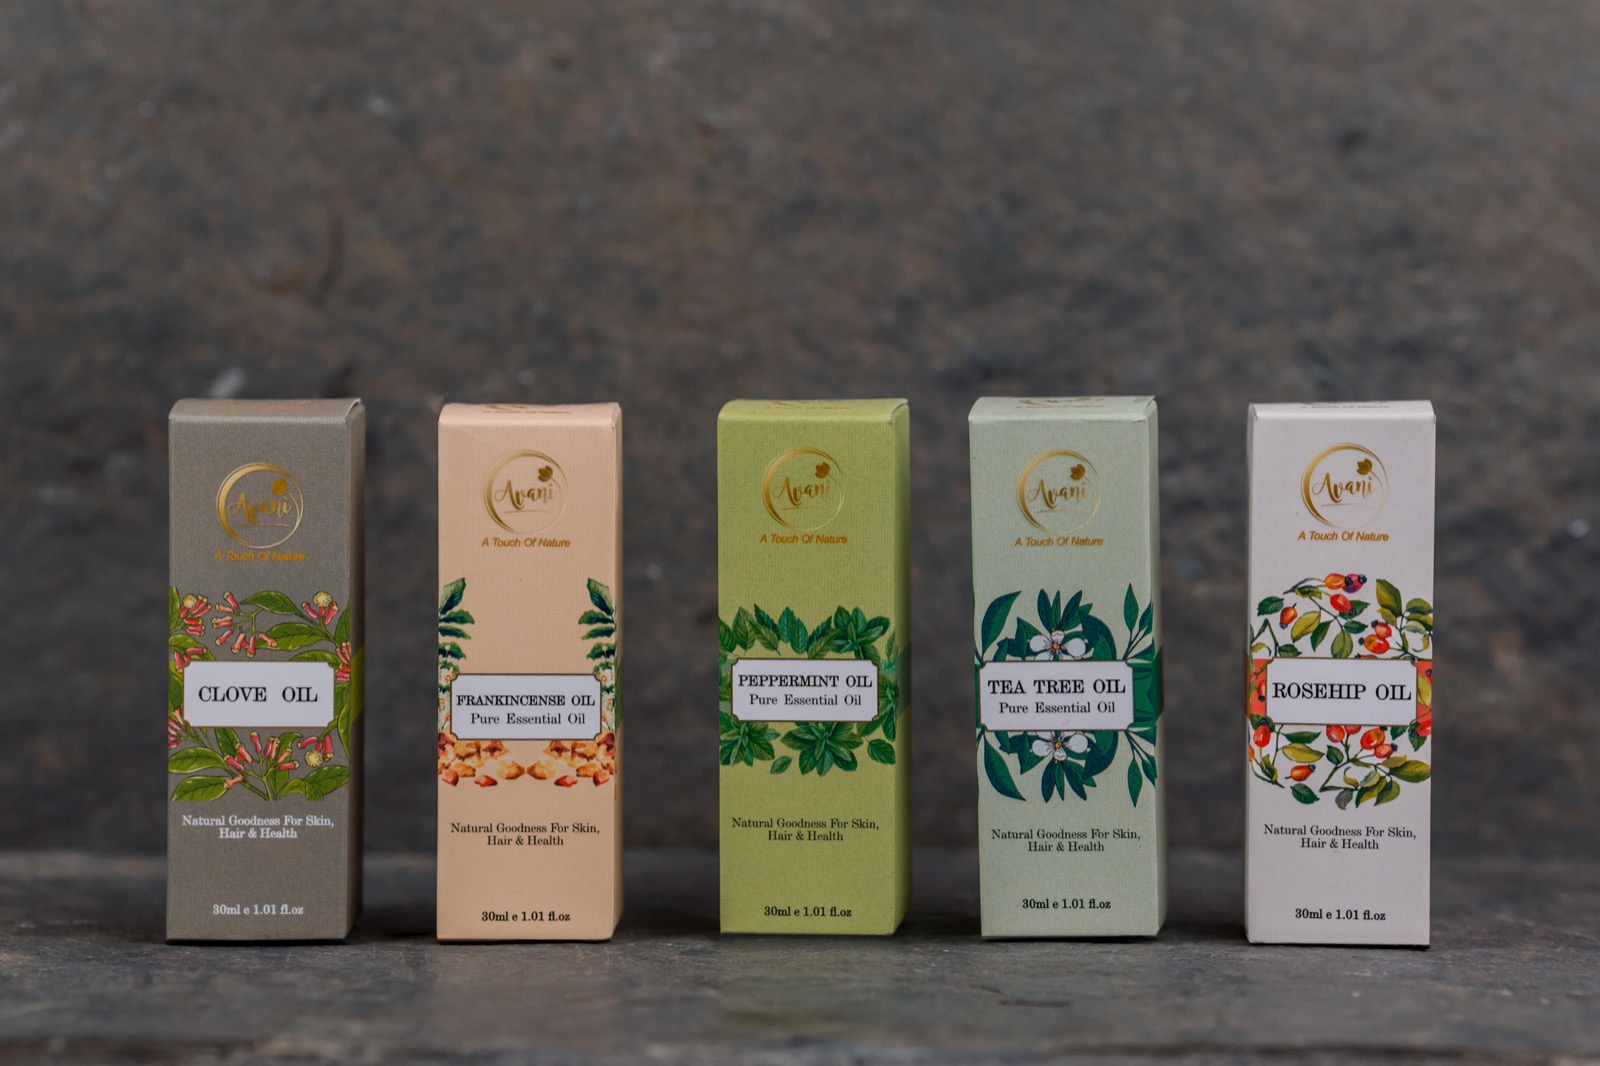 Avani
A Touch Of Nature
CLOVE OIL
Natural Goodness For Skin,
Hair & Health
30ml e 1.01 fl.oz
Avani
A Touch Of Nature
FRANKINCENSE OIL
Pure Essential Oil
Natural Goodness For Skin,
Hair & Health
30ml e 1.01 fl.oz
Avani
A Touch Of Nature
PEPPERMINT OIL
Pure Essential Oil
Natural Goodness For Skin,
Hair & Health
30ml e 1.01 fl.oz
Avani
A Touch Of Nature
TEA TREE OIL
Pure Essential Oil
Natural Goodness For Skin,
Hair & Health
30ml e 1.01 fl.oz
Avani
A Touch Of Nature
ROSEHIP OIL
Natural Goodness For Skin,
Hair & Health
30ml e 1.01 fl.oz